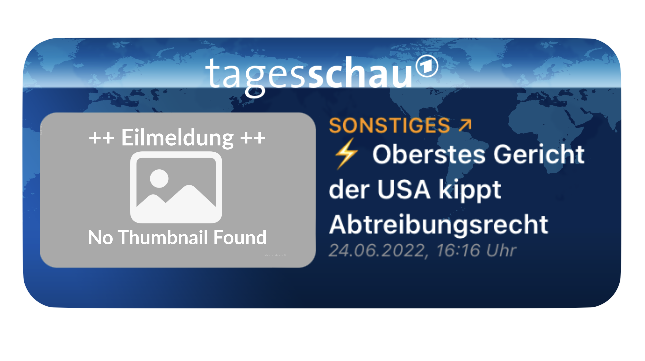 tagesschau
++ Eilmeldung ++
No Thumbnail Found
SONSTIGES ↗
⚡ Oberstes Gericht
der USA kippt
Abtreibungsrecht
24.06.2022, 16:16 Uhr